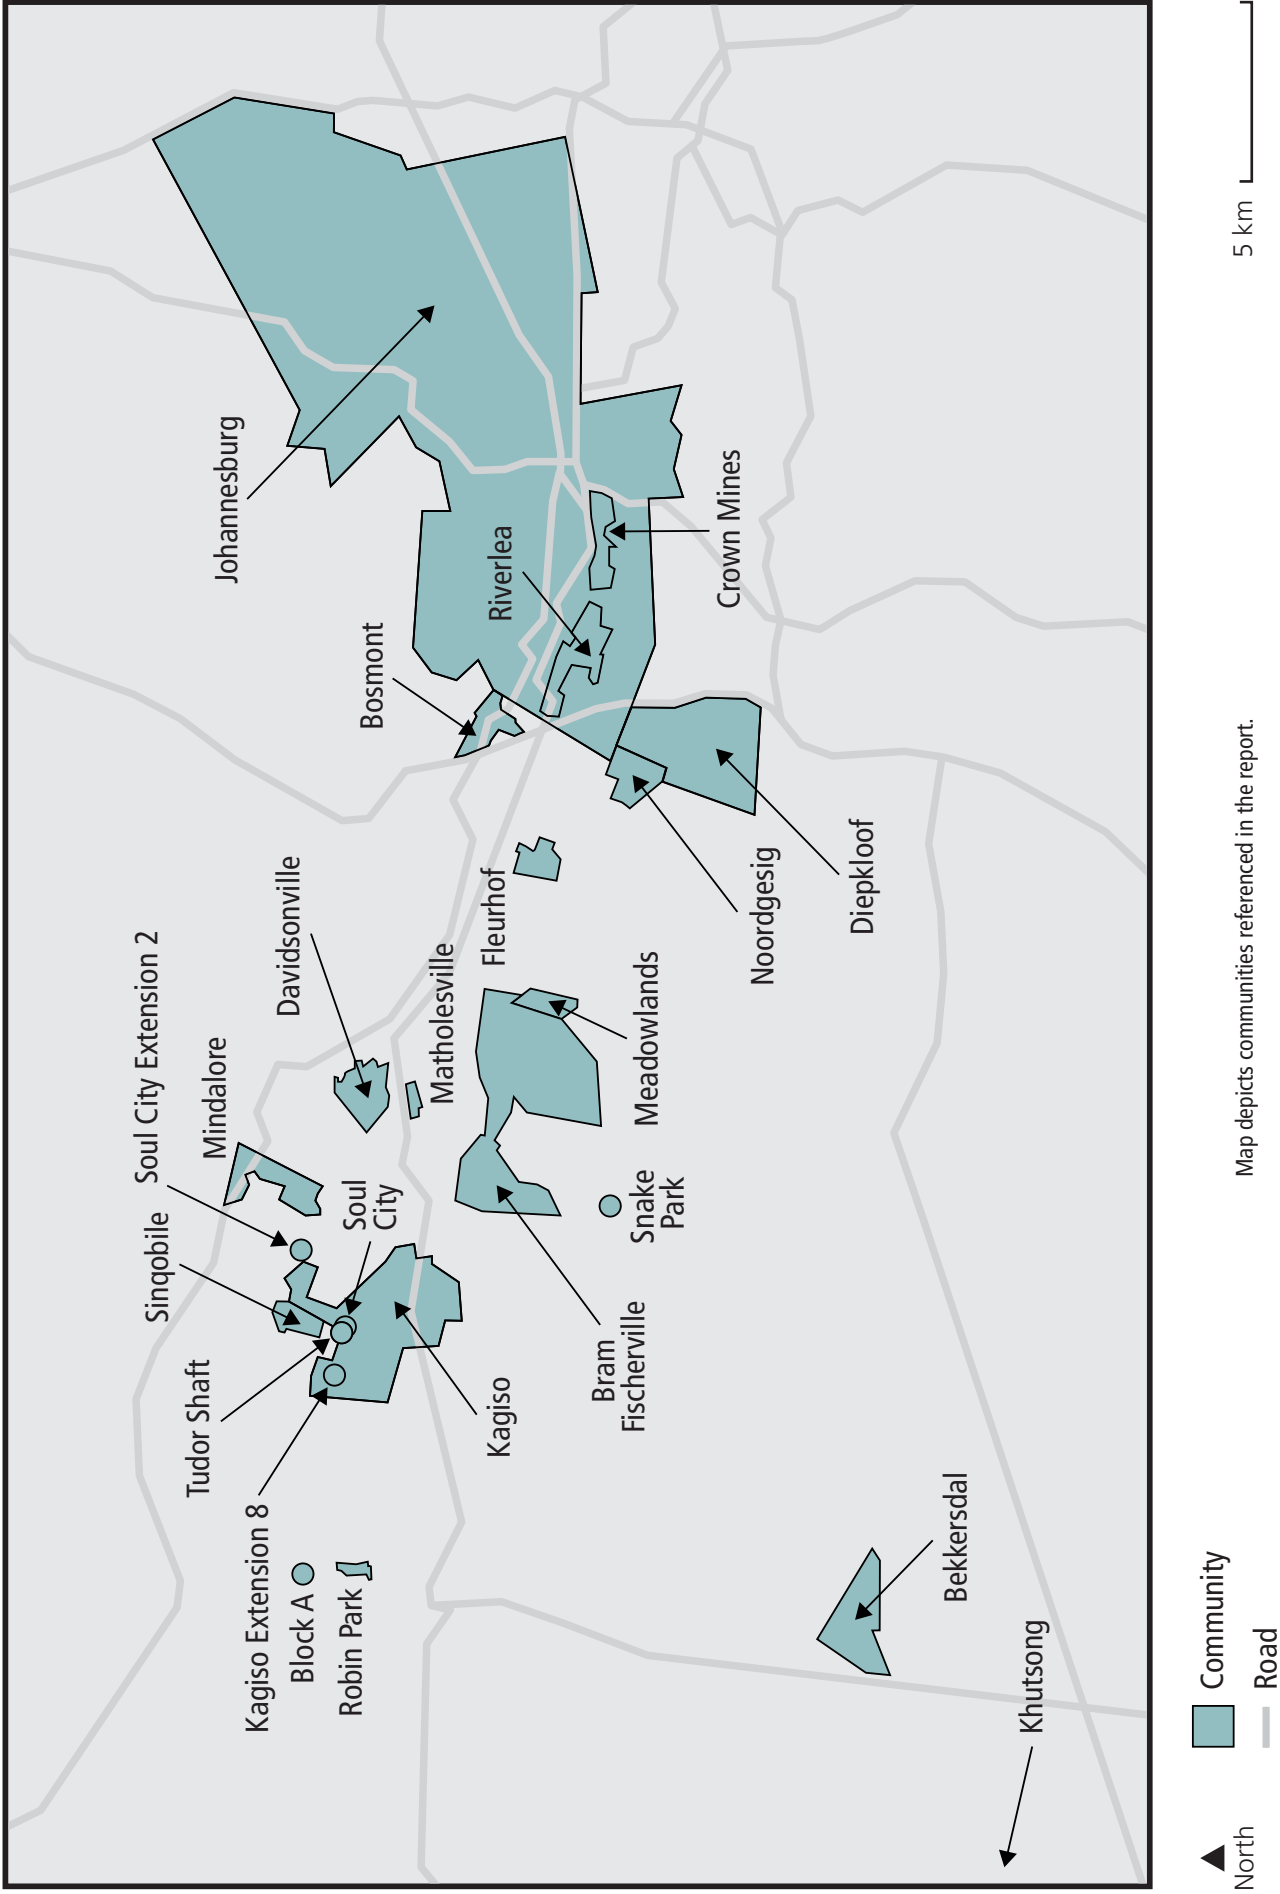 Soul City Extension 2
Mindalore
Sinqobile
Tudor Shaft
Kagiso Extension 8
Block A
Robin Park
Soul
City
Davidsonville
Johannesburg
Bosmont
Riverlea
Matholesville
Fleurhof
Kagiso
Meadowlands
Snake
Park
Bram
Fischerville
Crown Mines
Noordgesig
Diepkloof
Bekkersdal
Khutsong
North
Community
Road
Map depicts communities referenced in the report.
5 km